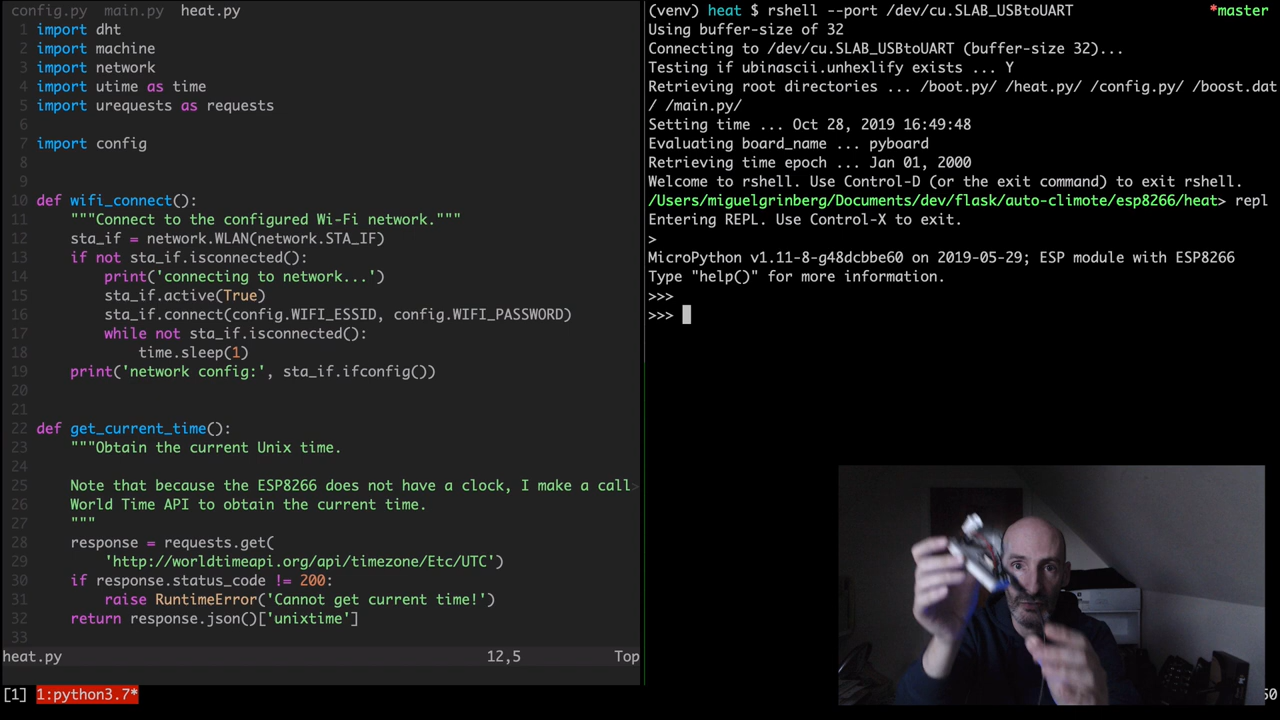 config.py main.py heat.py
1 import dht
2 import machine
3 import network
4 import utime as time
5 import urequests as requests
6
7 import config
8
9
10 def wifi_connect():
11 """Connect to the configured Wi-Fi network."""
12 sta_if = network.WLAN(network.STA_IF)
13 if not sta_if.isconnected():
14 print('connecting to network...')
15 sta_if.active(True)
16 sta_if.connect(config.WIFI_ESSID, config.WIFI_PASSWORD)
17 while not sta_if.isconnected():
18 time.sleep(1)
19 print('network config:', sta_if.ifconfig())
20
21
22 def get_current_time():
23 """Obtain the current Unix time.
24
25 Note that because the ESP8266 does not have a clock, I make a call>
26 World Time API to obtain the current time.
27 """
28 response = requests.get(
29 'http://worldtimeapi.org/api/timezone/Etc/UTC')
30 if response.status_code != 200:
31 raise RuntimeError('Cannot get current time!')
32 return response.json()['unixtime']
33
heat.py 12,5 Top
(venv) heat $ rshell --port /dev/cu.SLAB_USBtoUART *master
Using buffer-size of 32
Connecting to /dev/cu.SLAB_USBtoUART (buffer-size 32)...
Testing if ubinascii.unhexlify exists ... Y
Retrieving root directories ... /boot.py/ /heat.py/ /config.py/ /boost.dat
/ /main.py/
Setting time ... Oct 28, 2019 16:49:48
Evaluating board_name ... pyboard
Retrieving time epoch ... Jan 01, 2000
Welcome to rshell. Use Control-D (or the exit command) to exit rshell.
/Users/miguelgrinberg/Documents/dev/flask/auto-climote/esp8266/heat> repl
Entering REPL. Use Control-X to exit.
>
MicroPython v1.11-8-g48dcbbe60 on 2019-05-29; ESP module with ESP8266
Type "help()" for more information.
>>>
>>>
[1] 1:python3.7* 50